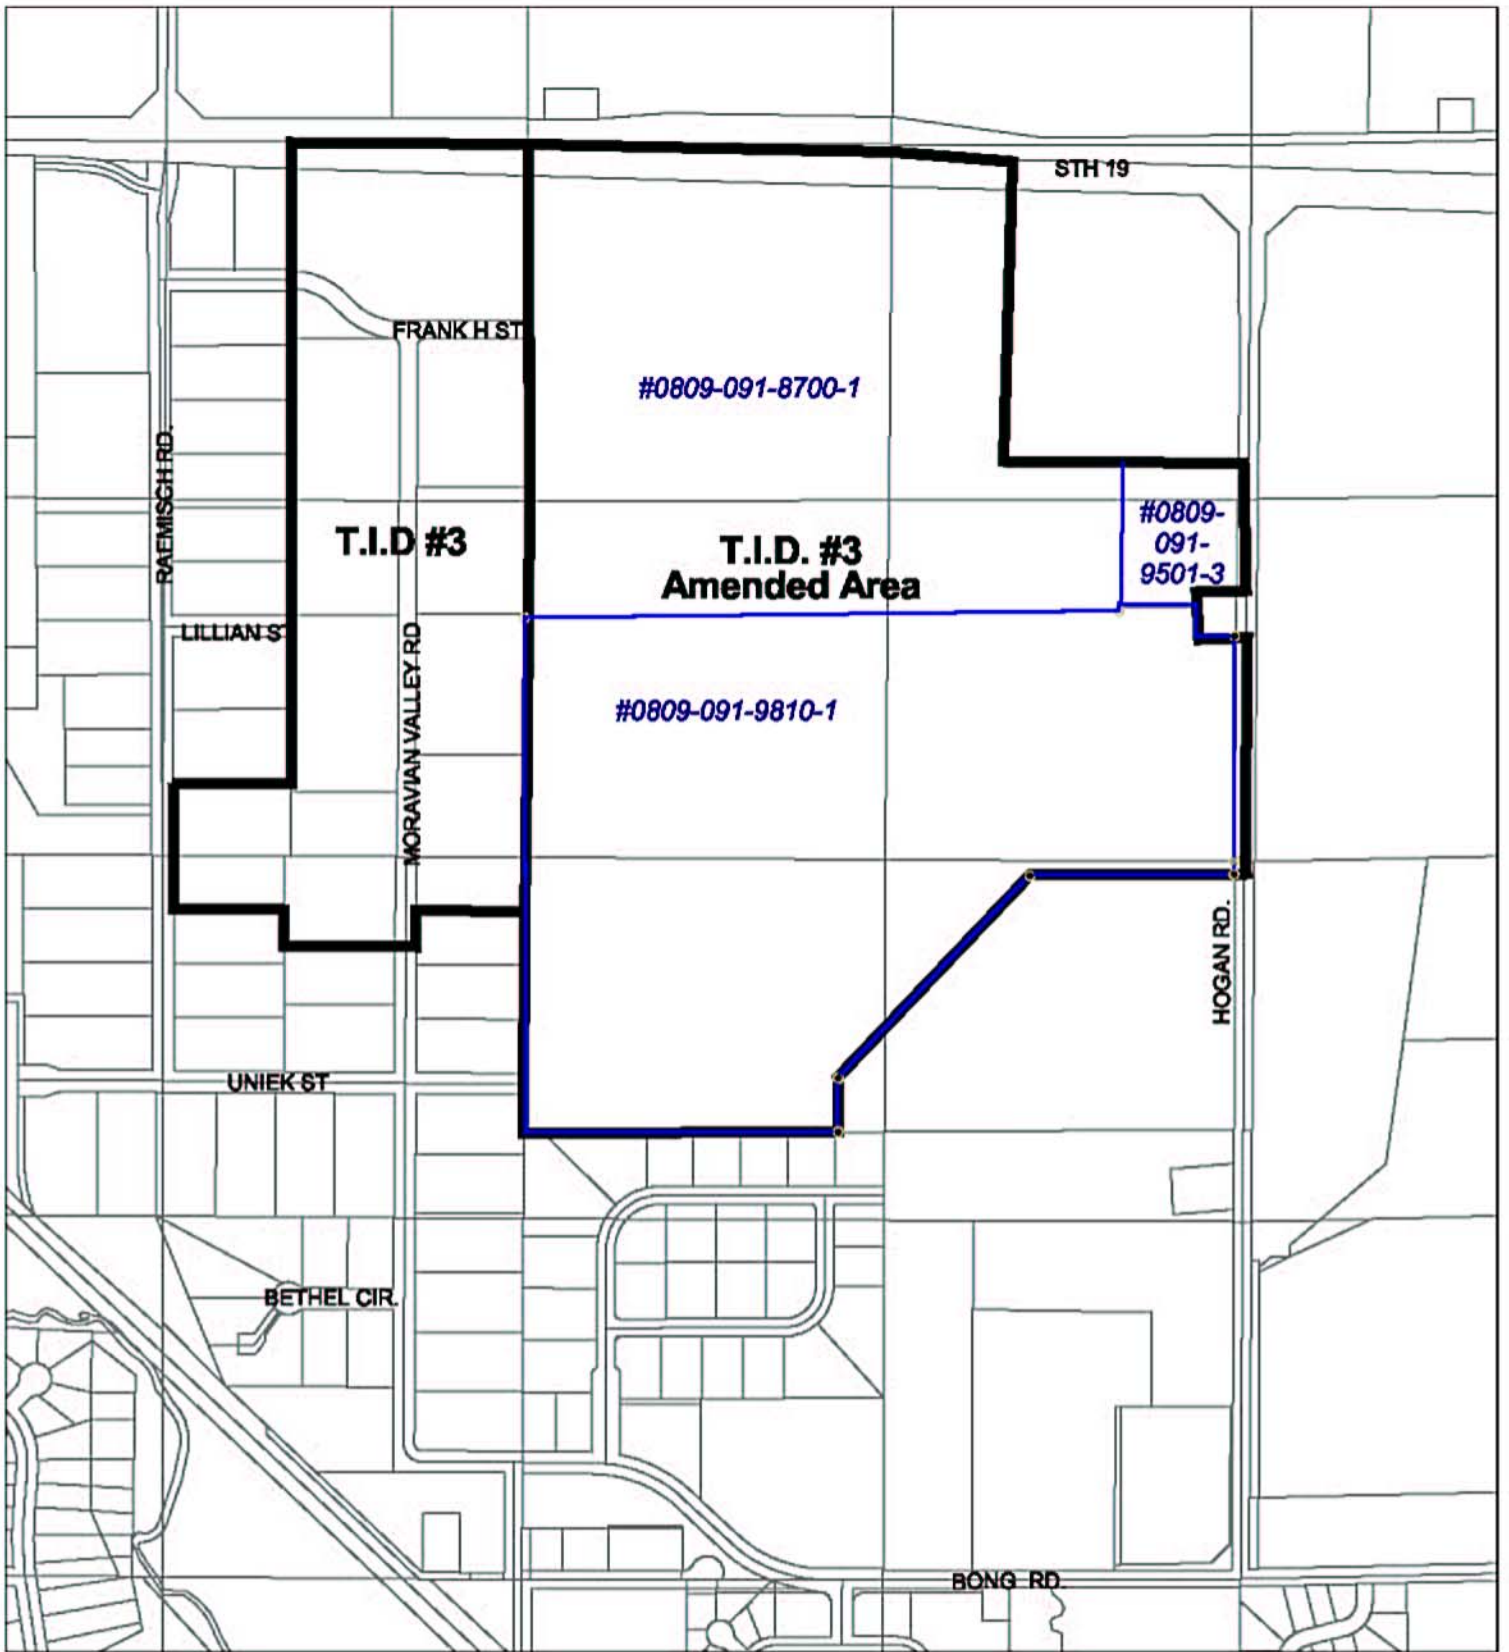 STH 19
FRANK H ST
#0809-091-8700-1
RAEMISCH RD.
T.I.D #3
T.I.D. #3
Amended Area
#0809-
091-
9501-3
LILLIAN S
MORAVIAN VALLEY RD
#0809-091-9810-1
HOGAN RD.
UNIEK ST
BETHEL CIR.
BONG RD.